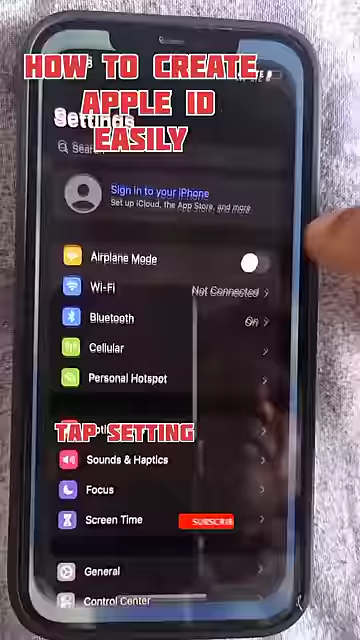 HOW TO CREATE
APPLE ID
EASILY
Settings
Search
Sign in to your iPhone
Set up iCloud, the App Store, and more.
Airplane Mode
Wi-Fi
Not Connected
Bluetooth
On
Cellular
Personal Hotspot
TAP SETTING
Sounds & Haptics
Focus
Screen Time
SUBSCRIBE
General
Control Center